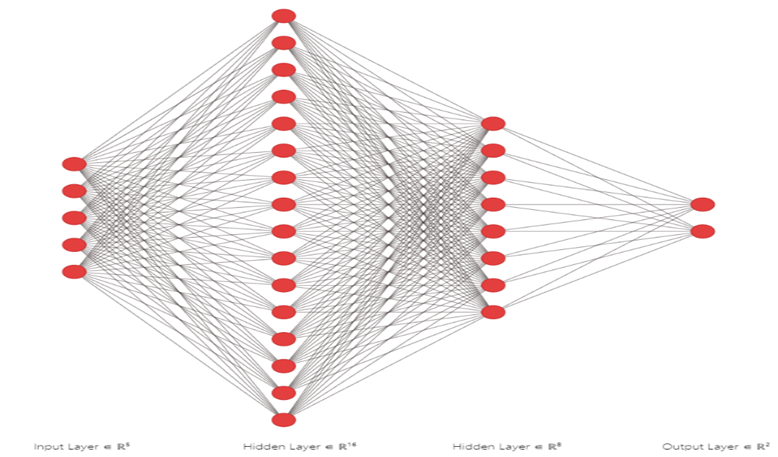 Input Layer ∈ ℝ⁵
Hidden Layer ∈ ℝ¹⁶
Hidden Layer ∈ ℝ⁸
Output Layer ∈ ℝ²